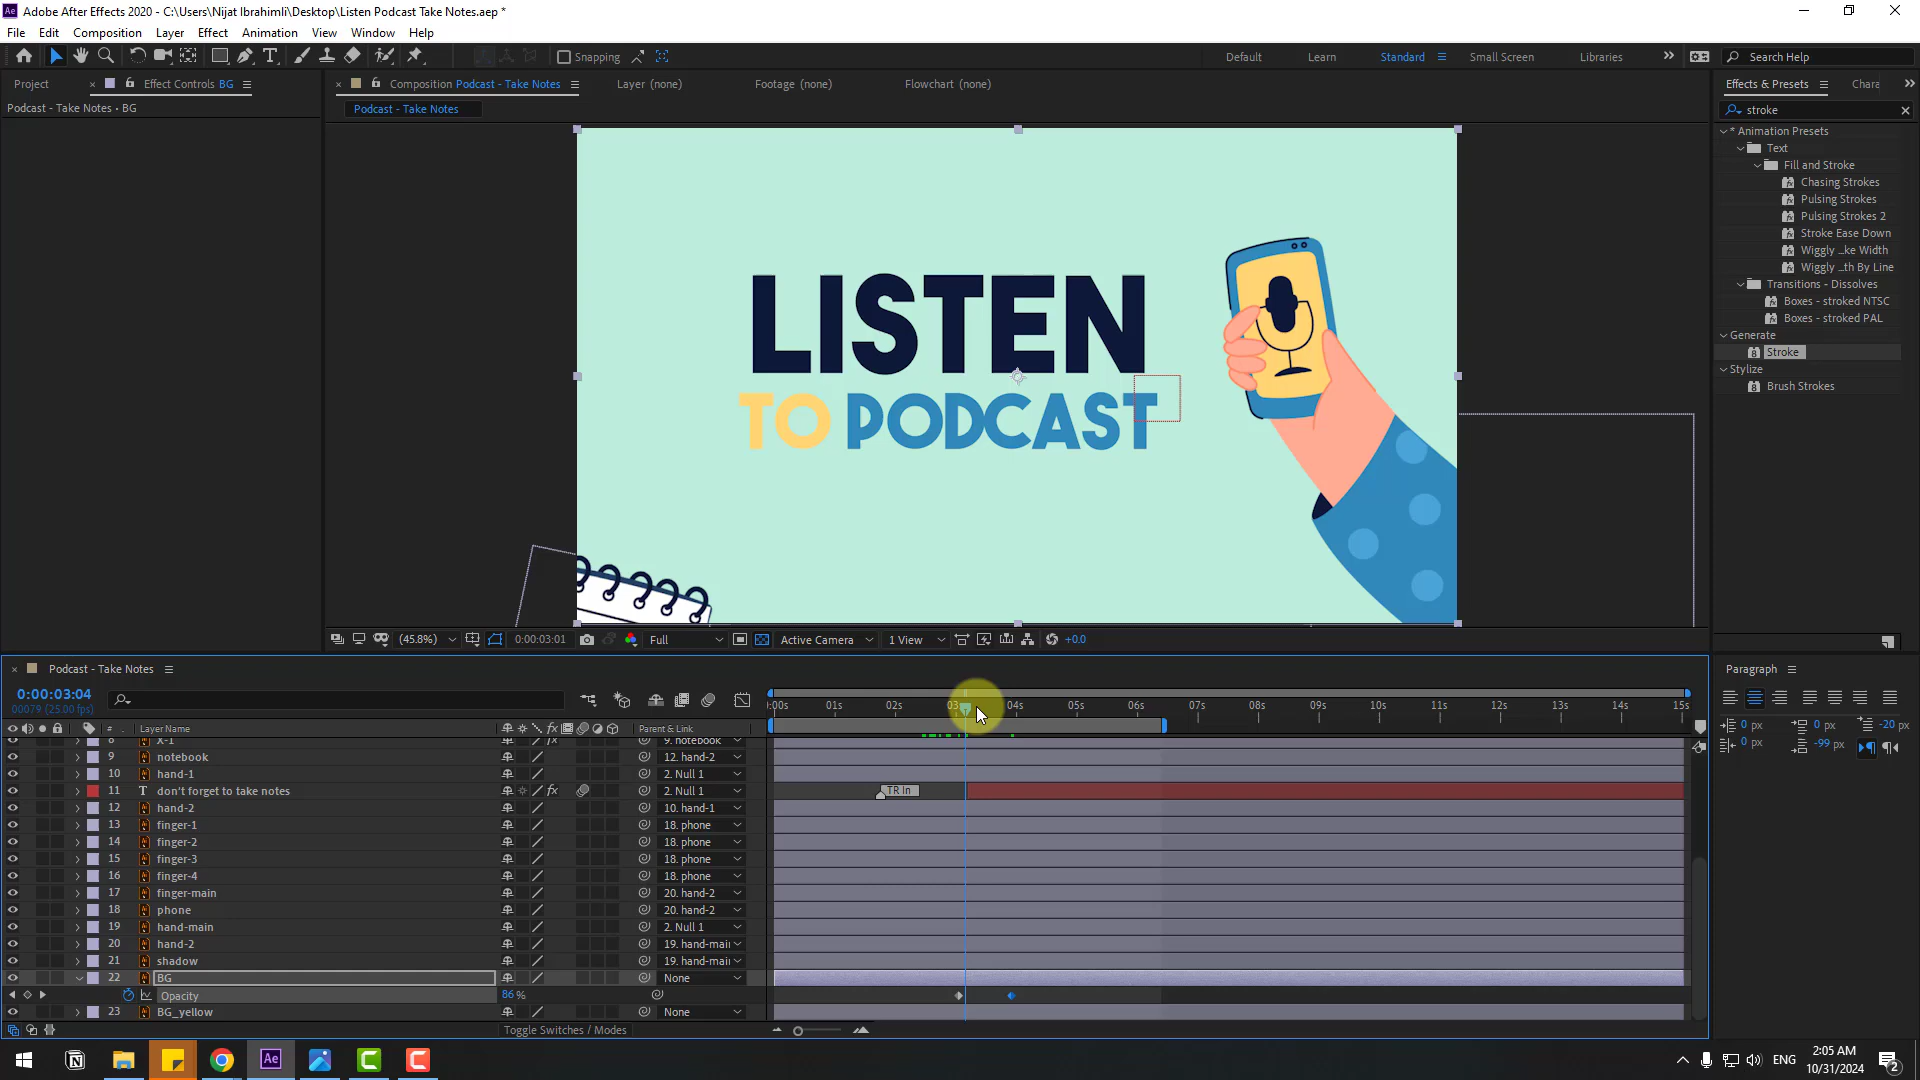 Adobe After Effects 2020 - C:\Users\Nijat Ibrahimli\Desktop\Listen Podcast Take Notes.aep *
File Edit Composition Layer Effect Animation View Window Help
Snapping Default Learn Standard Small Screen Libraries Search Help
Project Effect Controls BG Composition Podcast - Take Notes Layer (none) Footage (none) Flowchart (none) Effects & Presets Chara
Podcast - Take Notes • BG
Podcast - Take Notes
stroke
* Animation Presets
Text
Fill and Stroke
Chasing Strokes
Pulsing Strokes
Pulsing Strokes 2
Stroke Ease Down
Wiggly ...ke Width
Wiggly ...th By Line
Transitions - Dissolves
Boxes - stroked NTSC
Boxes - stroked PAL
Generate
Stroke
Stylize
Brush Strokes
LISTEN
TO PODCAST
(45.8%) 0:00:03:01 Full Active Camera 1 View +0.0
Podcast - Take Notes
0:00:03:04
00079 (25.00 fps)
:00s 01s 02s 03s 04s 05s 06s 07s 08s 09s 10s 11s 12s 13s 14s 15s
# Layer Name Parent & Link
8 X-1 9. notebook
9 notebook 12. hand-2
10 hand-1 2. Null 1
11 T don't forget to take notes fx 2. Null 1 TR In
12 hand-2 10. hand-1
13 finger-1 18. phone
14 finger-2 18. phone
15 finger-3 18. phone
16 finger-4 18. phone
17 finger-main 20. hand-2
18 phone 20. hand-2
19 hand-main 2. Null 1
20 hand-2 19. hand-mai
21 shadow 19. hand-mai
22 BG None
Opacity 86 %
23 BG_yellow None
Toggle Switches / Modes
Paragraph
0 px 0 px -20 px
0 px -99 px
ENG 2:05 AM
10/31/2024
2